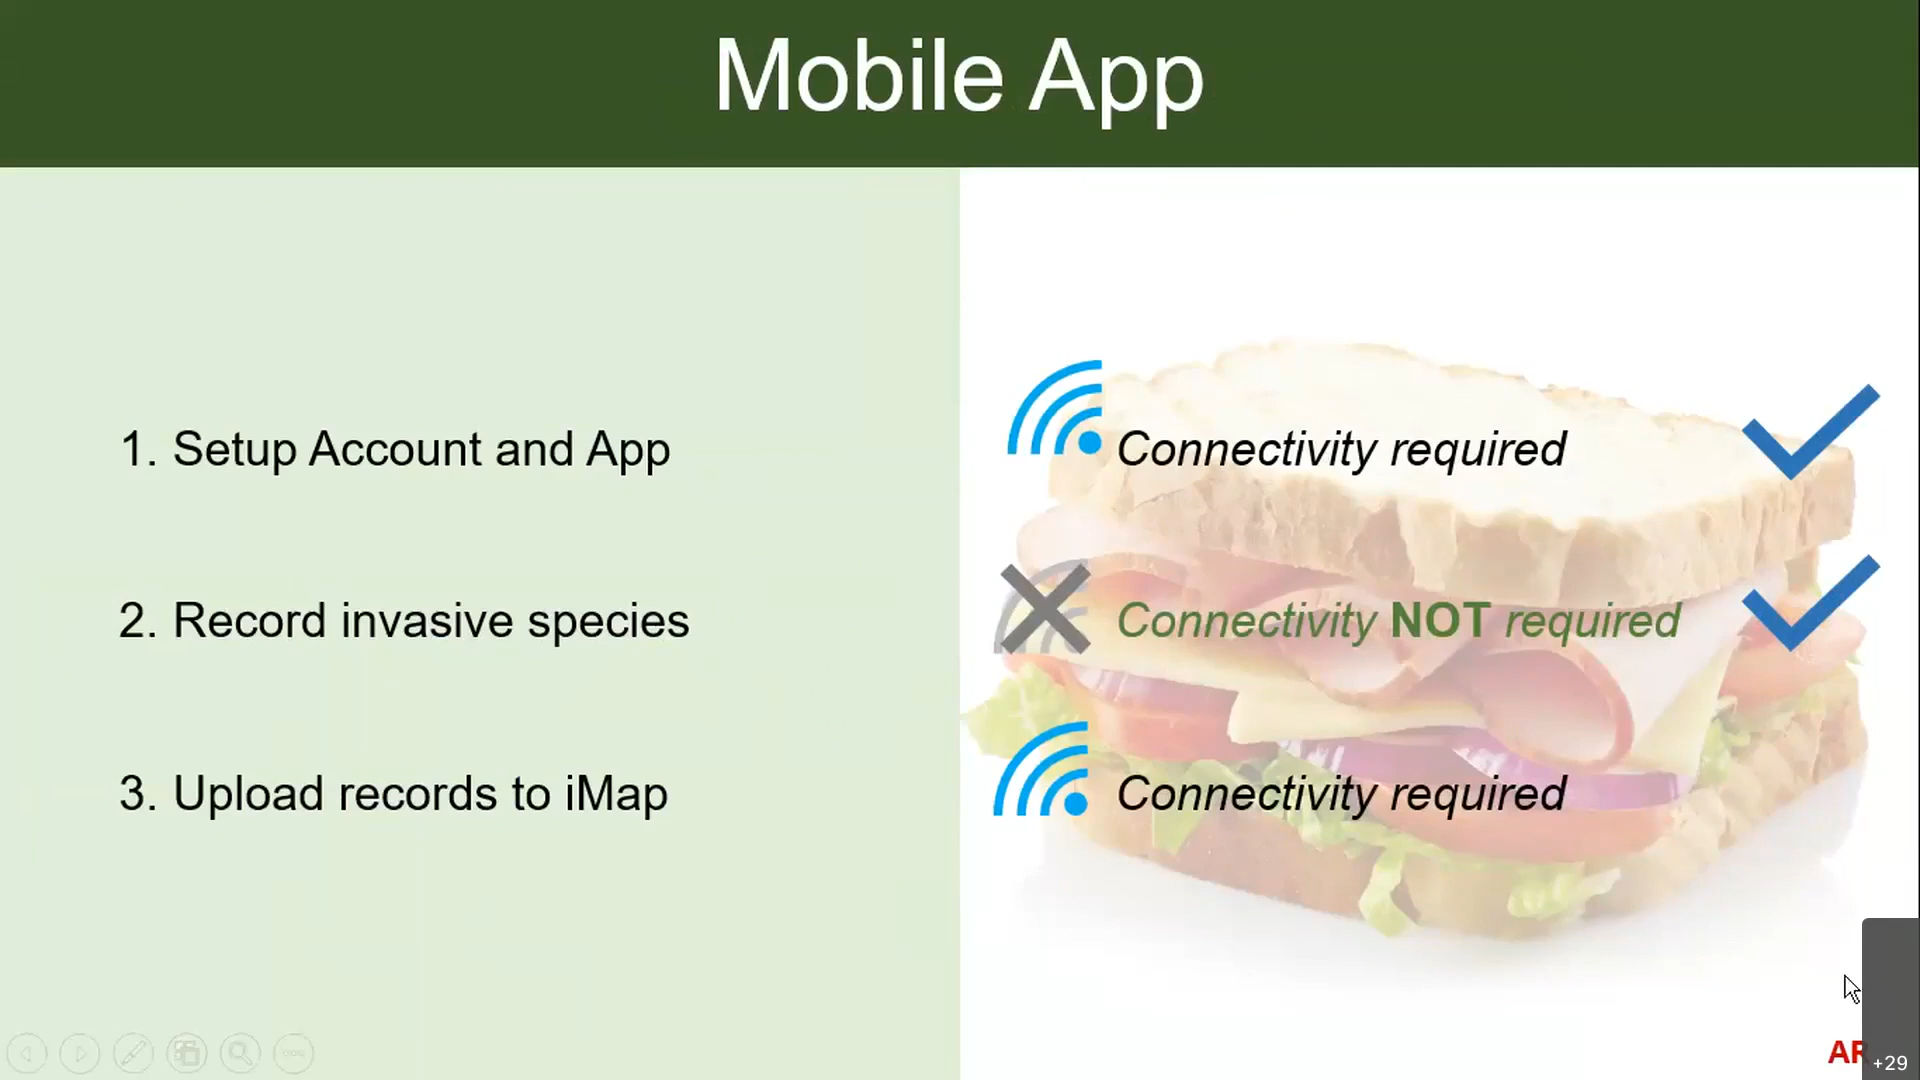 Mobile App
1. Setup Account and App
Connectivity required
2. Record invasive species
Connectivity NOT required
3. Upload records to iMap
Connectivity required
AR
+29